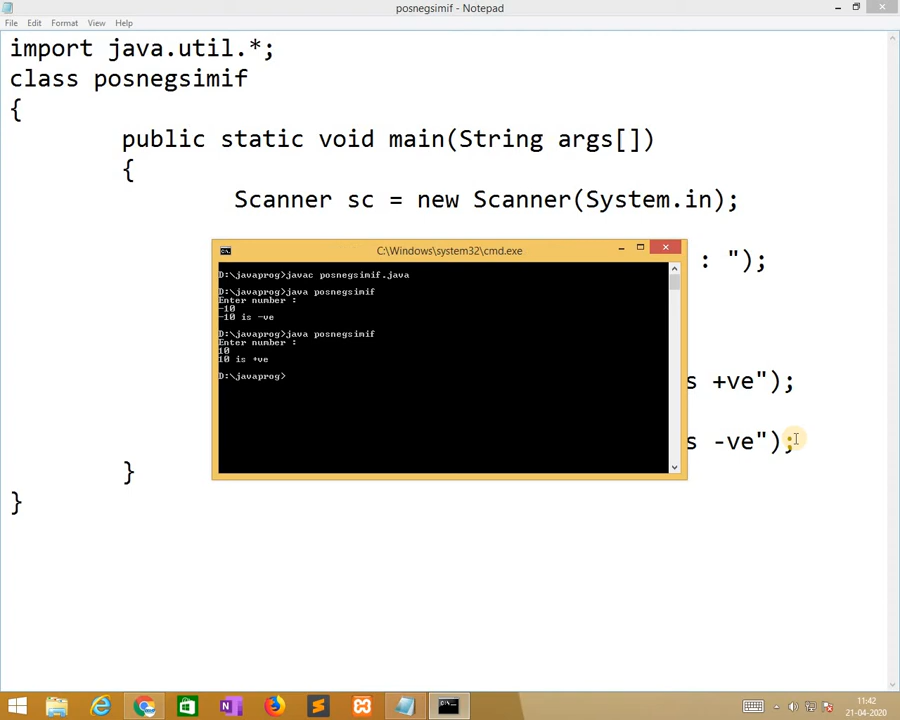 posnegsimif - Notepad
File Edit Format View Help
import java.util.*;
class posnegsimif
{
public static void main(String args[])
{
Scanner sc = new Scanner(System.in);
: ");
s +ve");
s -ve");
}
}
C:\Windows\system32\cmd.exe
D:\javaprog>javac posnegsimif.java
D:\javaprog>java posnegsimif
Enter number :
-10
-10 is -ve
D:\javaprog>java posnegsimif
Enter number :
10
10 is +ve
D:\javaprog>
11:42
21-04-2020